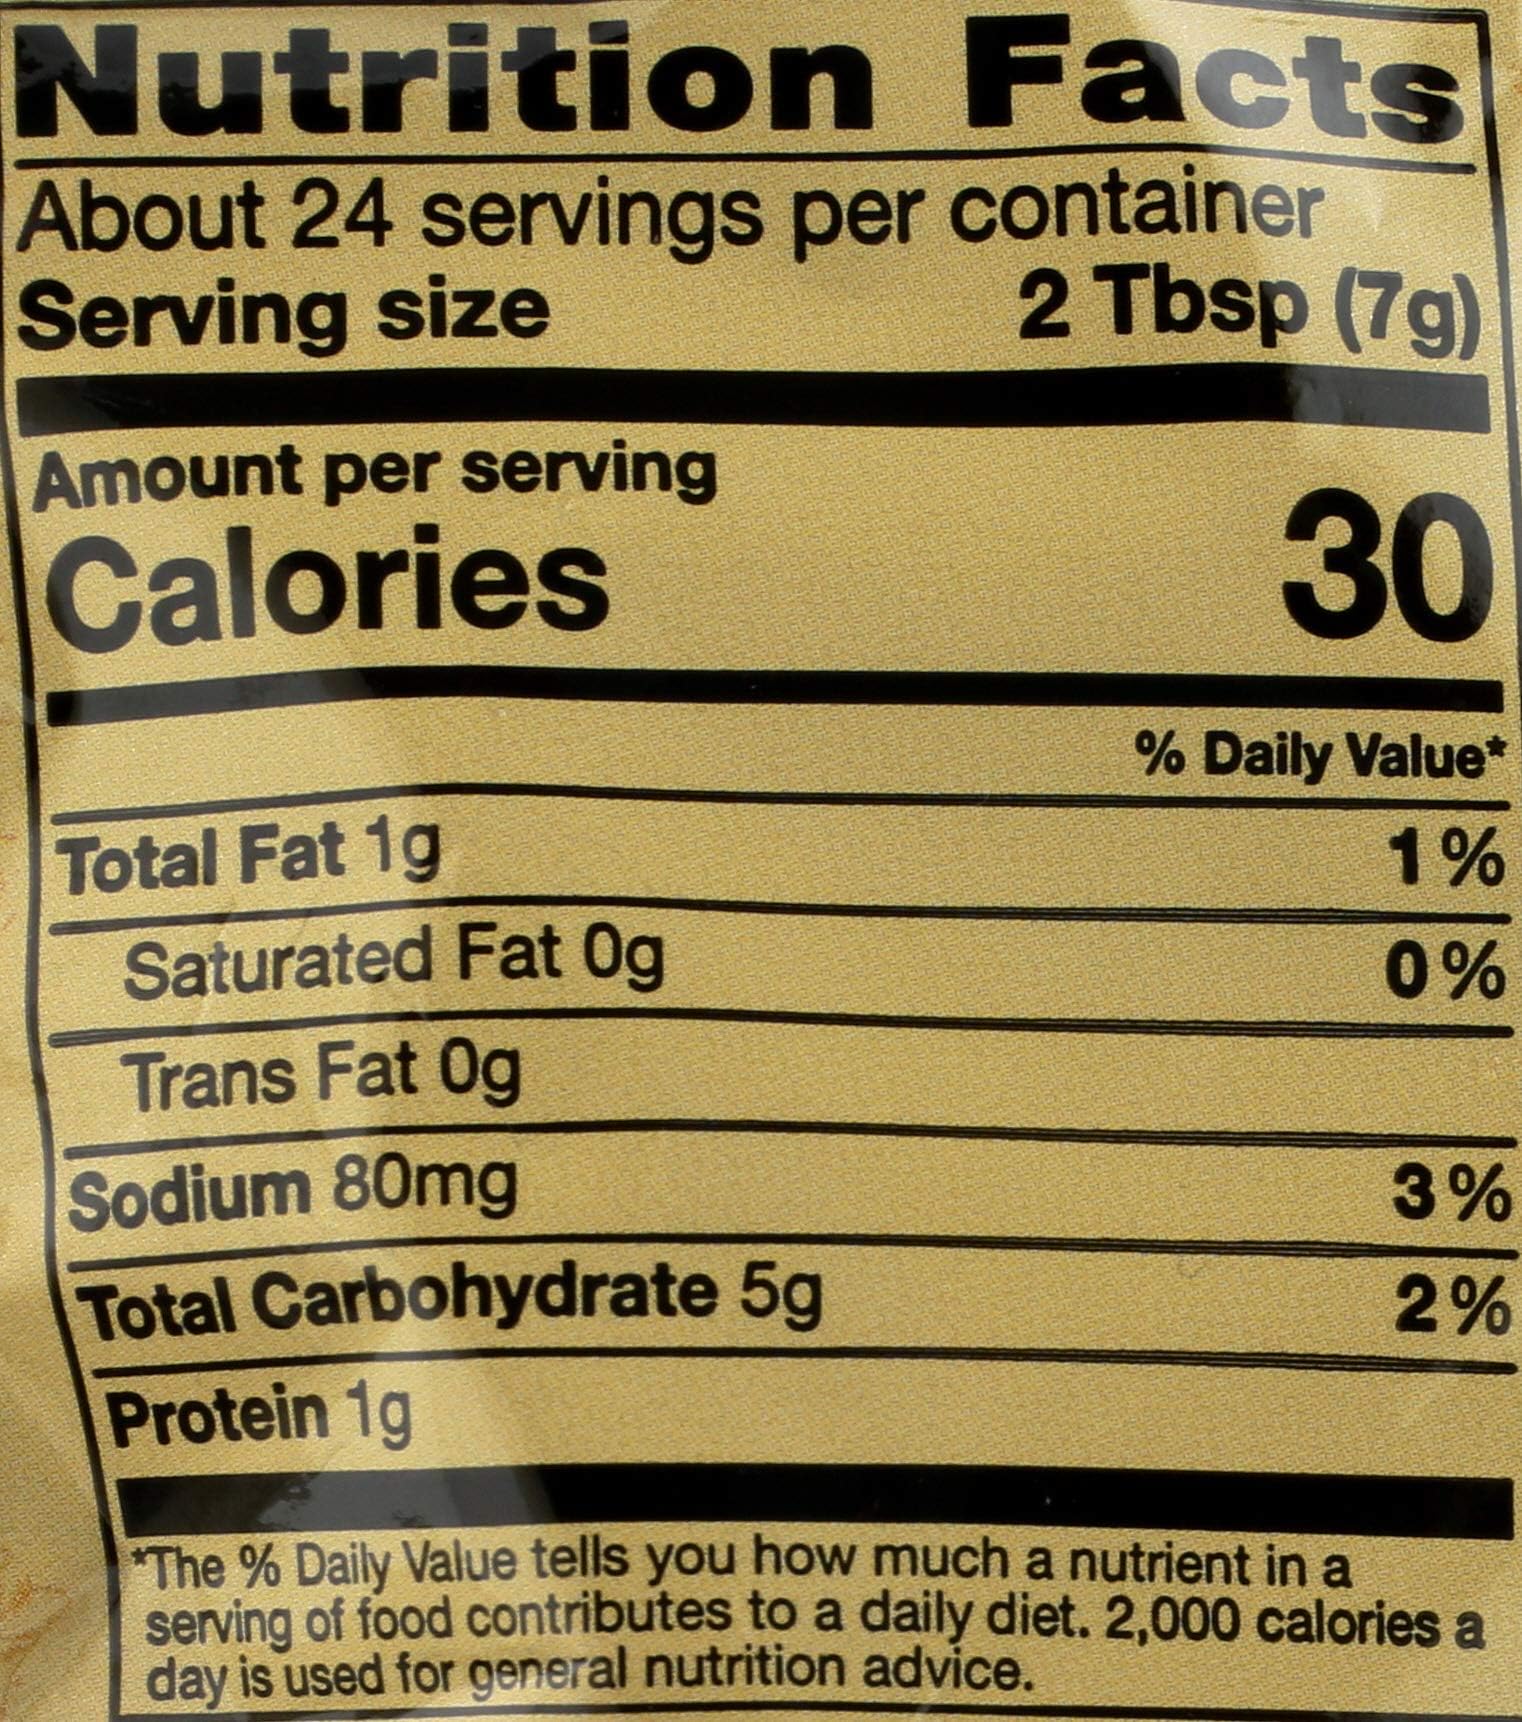 Nutrition Facts
About 24 servings per container
Serving size 2 Tbsp (7g)
Amount per serving
Calories 30
% Daily Value*
Total Fat 1g 1%
Saturated Fat 0g 0%
Trans Fat 0g
Sodium 80mg 3%
Total Carbohydrate 5g 2%
Protein 1g
*The % Daily Value tells you how much a nutrient in a
serving of food contributes to a daily diet. 2,000 calories a
day is used for general nutrition advice.